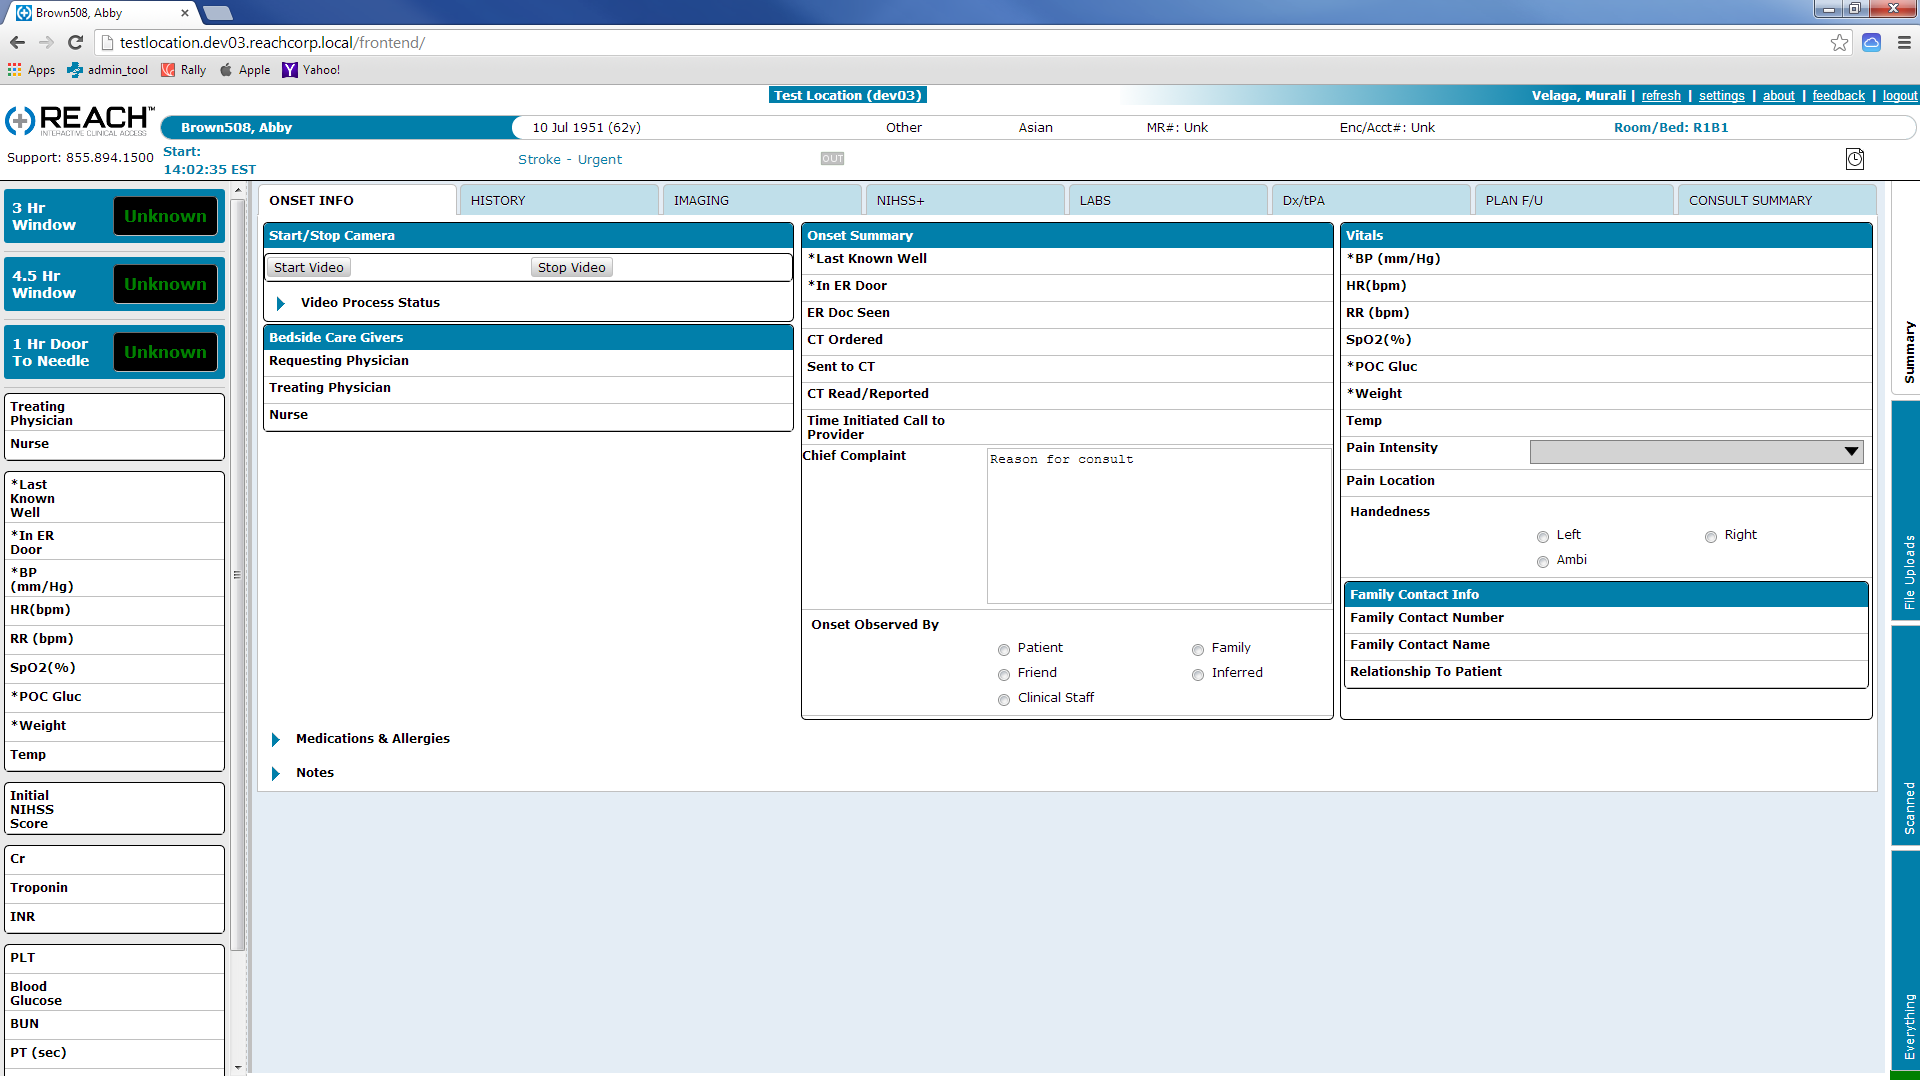 Brown508, Abby
testlocation.dev03.reachcorp.local/frontend/
Apps admin_tool Rally Apple Yahoo!
Test Location (dev03)
Velaga, Murali | refresh | settings | about | feedback | logout
REACH™
INTERACTIVE CLINICAL ACCESS
Brown508, Abby 10 Jul 1951 (62y) Other Asian MR#: Unk Enc/Acct#: Unk Room/Bed: R1B1
Support: 855.894.1500
Start:
14:02:35 EST
Stroke - Urgent
OUT
3 Hr
Window
Unknown
4.5 Hr
Window
Unknown
1 Hr Door
To Needle
Unknown
Treating
Physician
Nurse
*Last
Known
Well
*In ER
Door
*BP
(mm/Hg)
HR(bpm)
RR (bpm)
SpO2(%)
*POC Gluc
*Weight
Temp
Initial
NIHSS
Score
Cr
Troponin
INR
PLT
Blood
Glucose
BUN
PT (sec)
ONSET INFO HISTORY IMAGING NIHSS+ LABS Dx/tPA PLAN F/U CONSULT SUMMARY
Start/Stop Camera
Start Video Stop Video
Video Process Status
Bedside Care Givers
Requesting Physician
Treating Physician
Nurse
Onset Summary
*Last Known Well
*In ER Door
ER Doc Seen
CT Ordered
Sent to CT
CT Read/Reported
Time Initiated Call to
Provider
Chief Complaint
Reason for consult
Onset Observed By
Patient Family
Friend Inferred
Clinical Staff
Vitals
*BP (mm/Hg)
HR(bpm)
RR (bpm)
SpO2(%)
*POC Gluc
*Weight
Temp
Pain Intensity
Pain Location
Handedness
Left Right
Ambi
Family Contact Info
Family Contact Number
Family Contact Name
Relationship To Patient
Medications & Allergies
Notes
Summary
File Uploads
Scanned
Everything